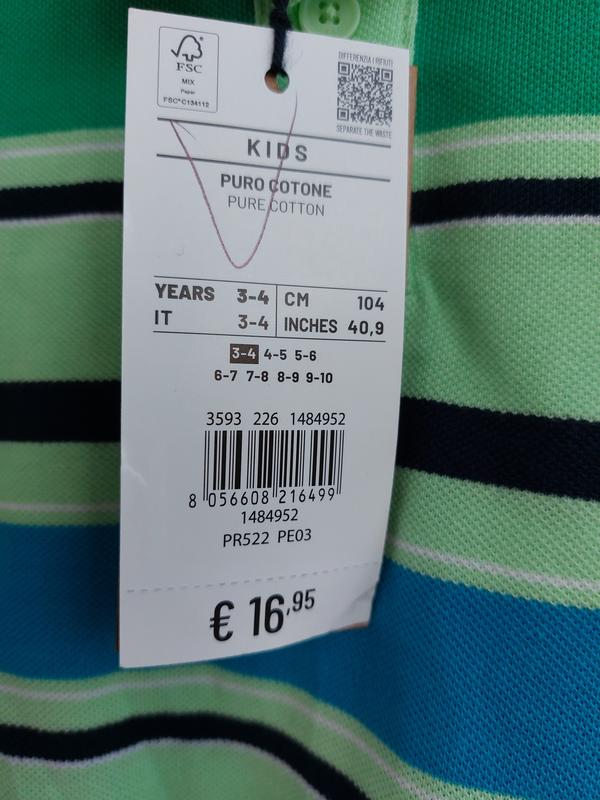 FSC
MIX
Paper
FSC® C134112
DIFFERENZIA I RIFIUTI
SEPARATE THE WASTE
KIDS
PURO COTONE
PURE COTTON
YEARS 3-4 CM 104
IT 3-4 INCHES 40,9
3-4 4-5 5-6
6-7 7-8 8-9 9-10
3593 226 1484952
8 056608 216499
1484952
PR522 PE03
€ 16,95